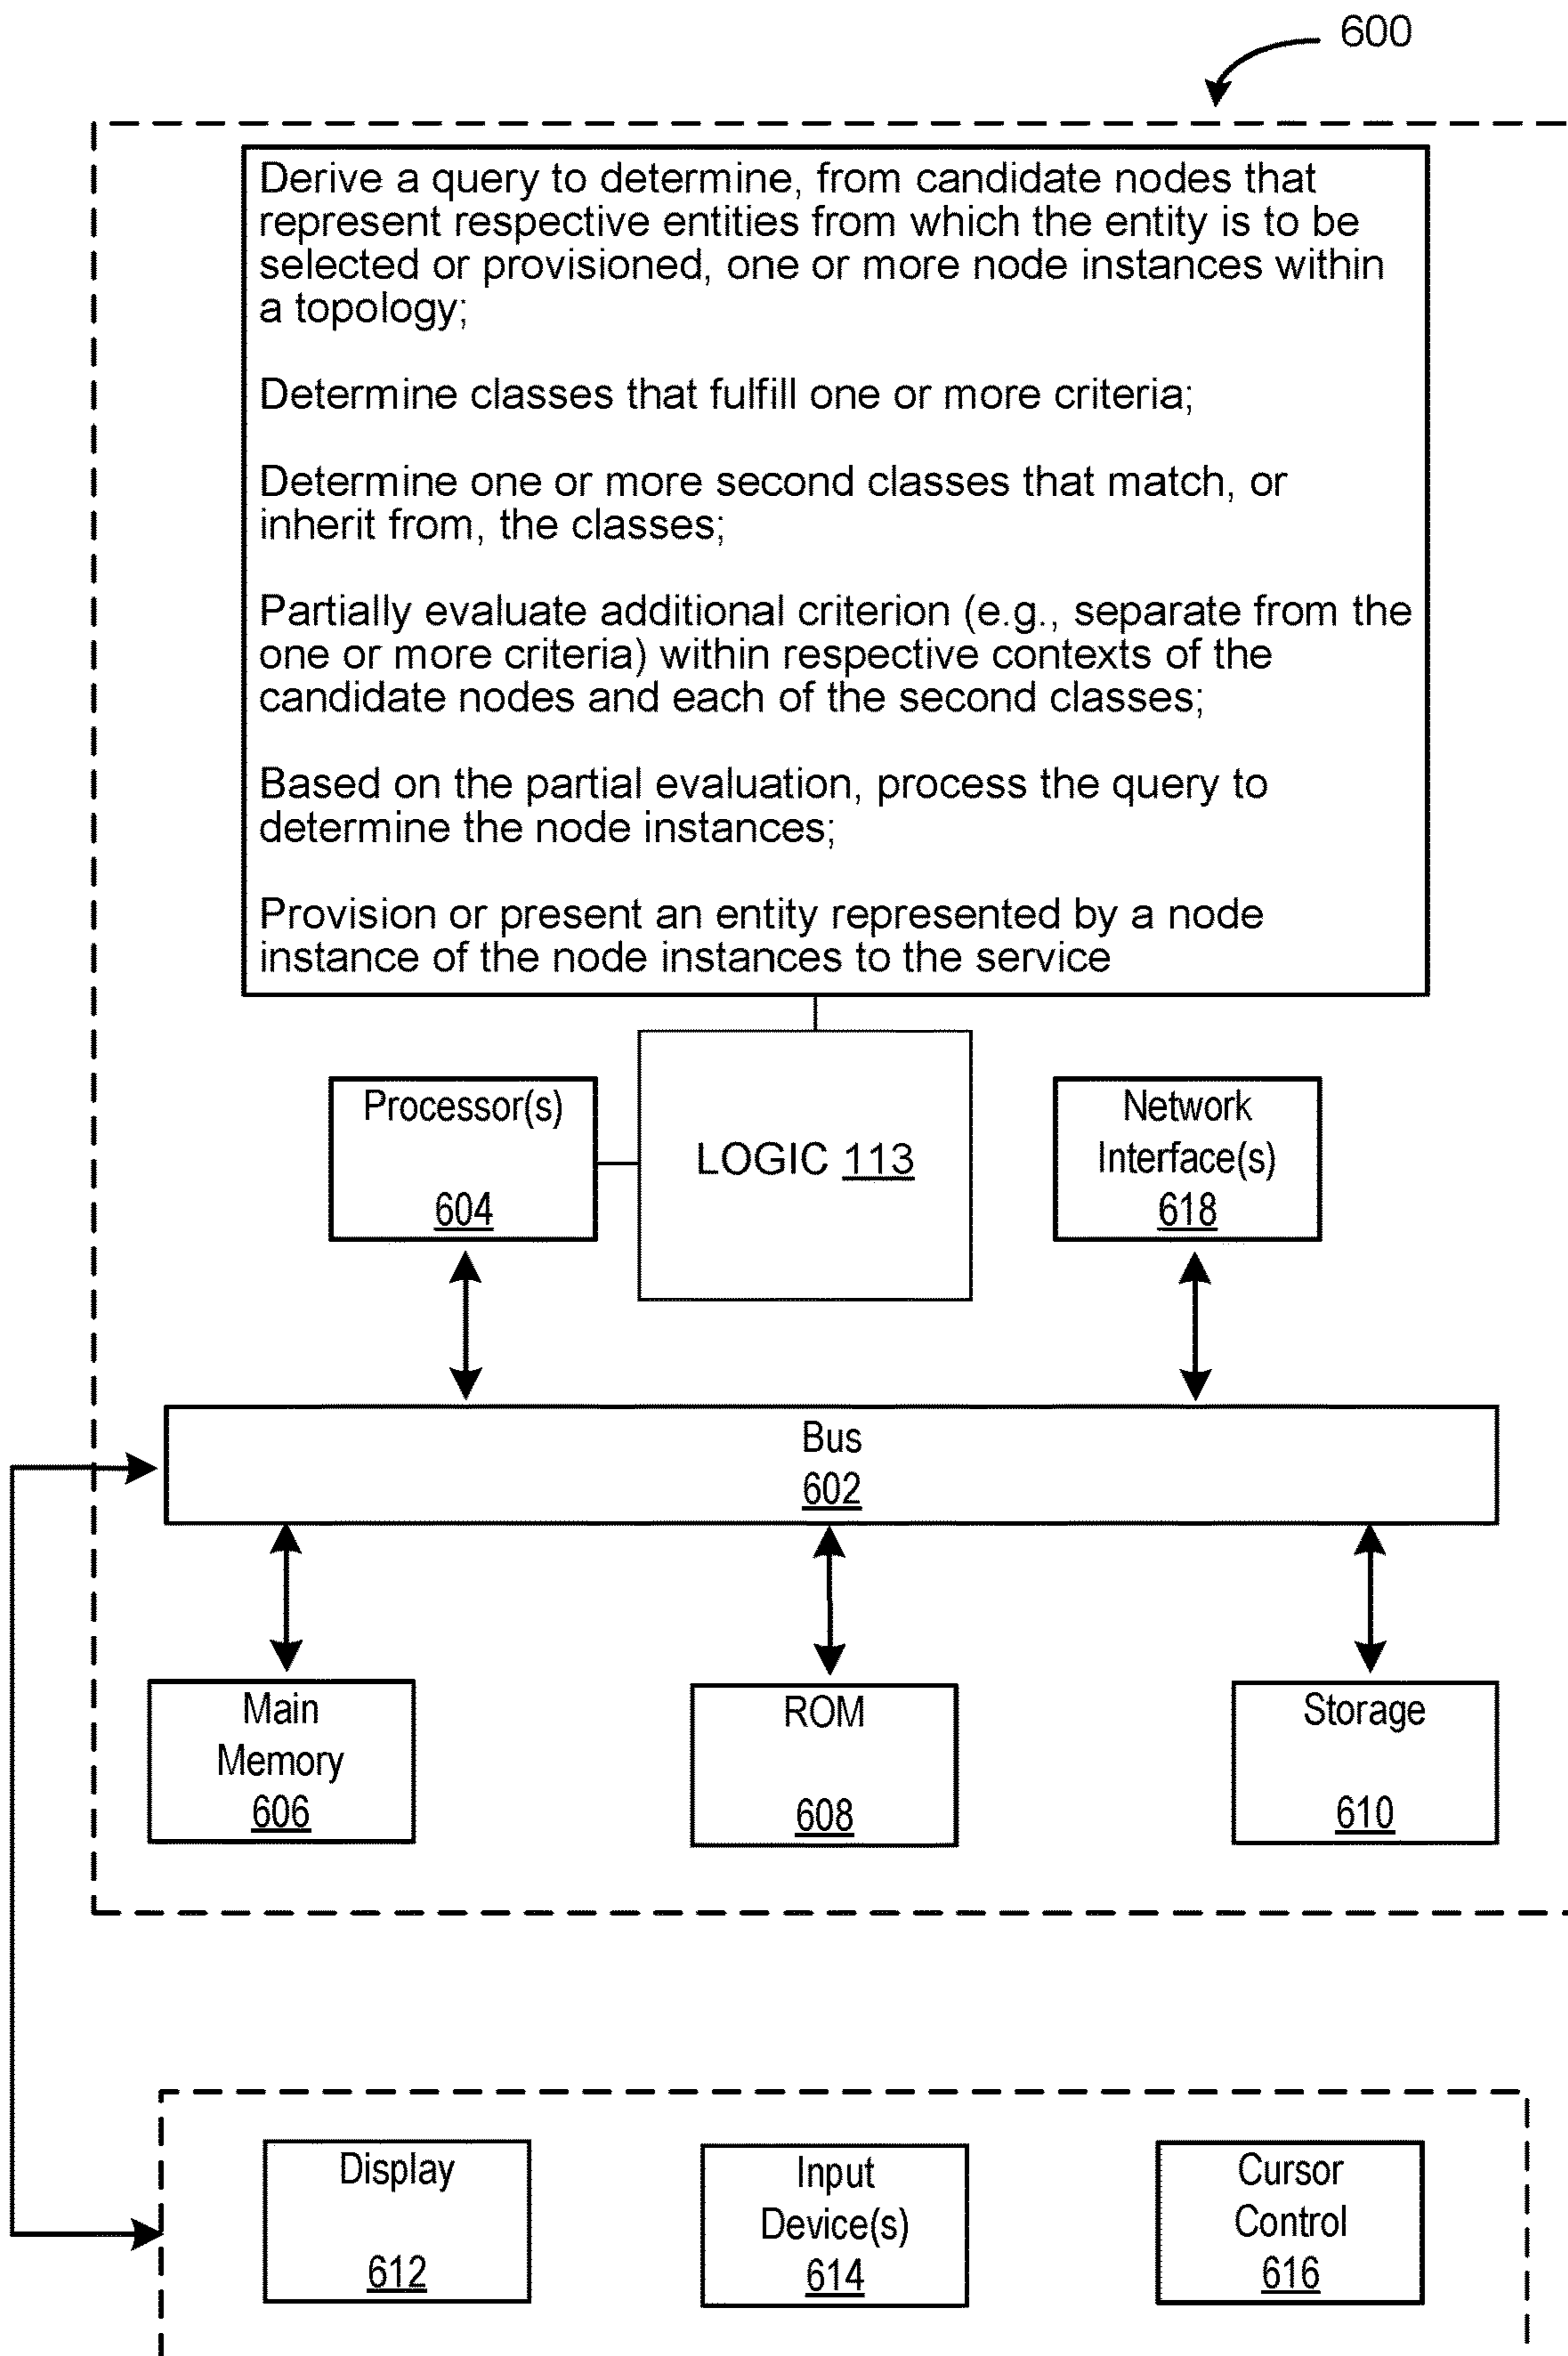 600
Derive a query to determine, from candidate nodes that
represent respective entities from which the entity is to be
selected or provisioned, one or more node instances within
a topology;
Determine classes that fulfill one or more criteria;
Determine one or more second classes that match, or
inherit from, the classes;
Partially evaluate additional criterion (e.g., separate from the
one or more criteria) within respective contexts of the
candidate nodes and each of the second classes;
Based on the partial evaluation, process the query to
determine the node instances;
Provision or present an entity represented by a node
instance of the node instances to the service
Processor(s)
604
LOGIC 113
Network
Interface(s)
618
Bus
602
Main
Memory
606
ROM
608
Storage
610
Display
612
Input
Device(s)
614
Cursor
Control
616